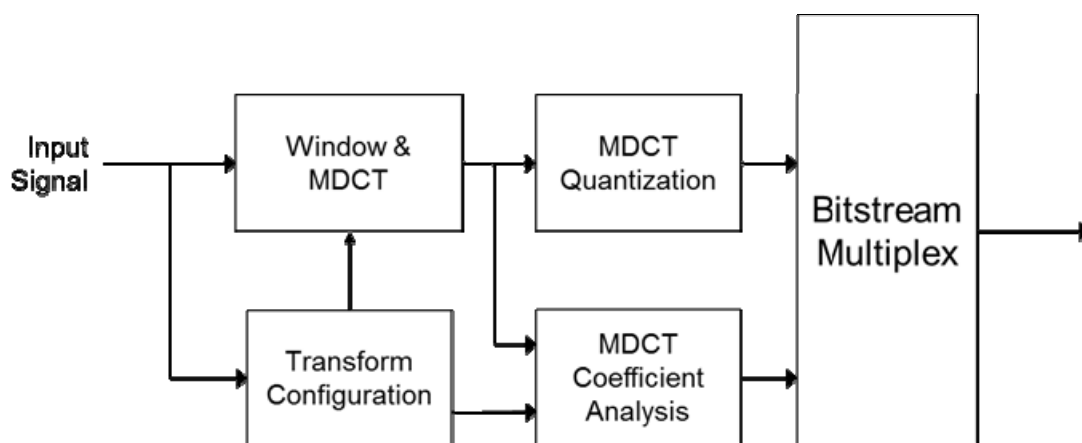 Input
Signal
Window &
MDCT
MDCT
Quantization
Bitstream
Multiplex
Transform
Configuration
MDCT
Coefficient
Analysis